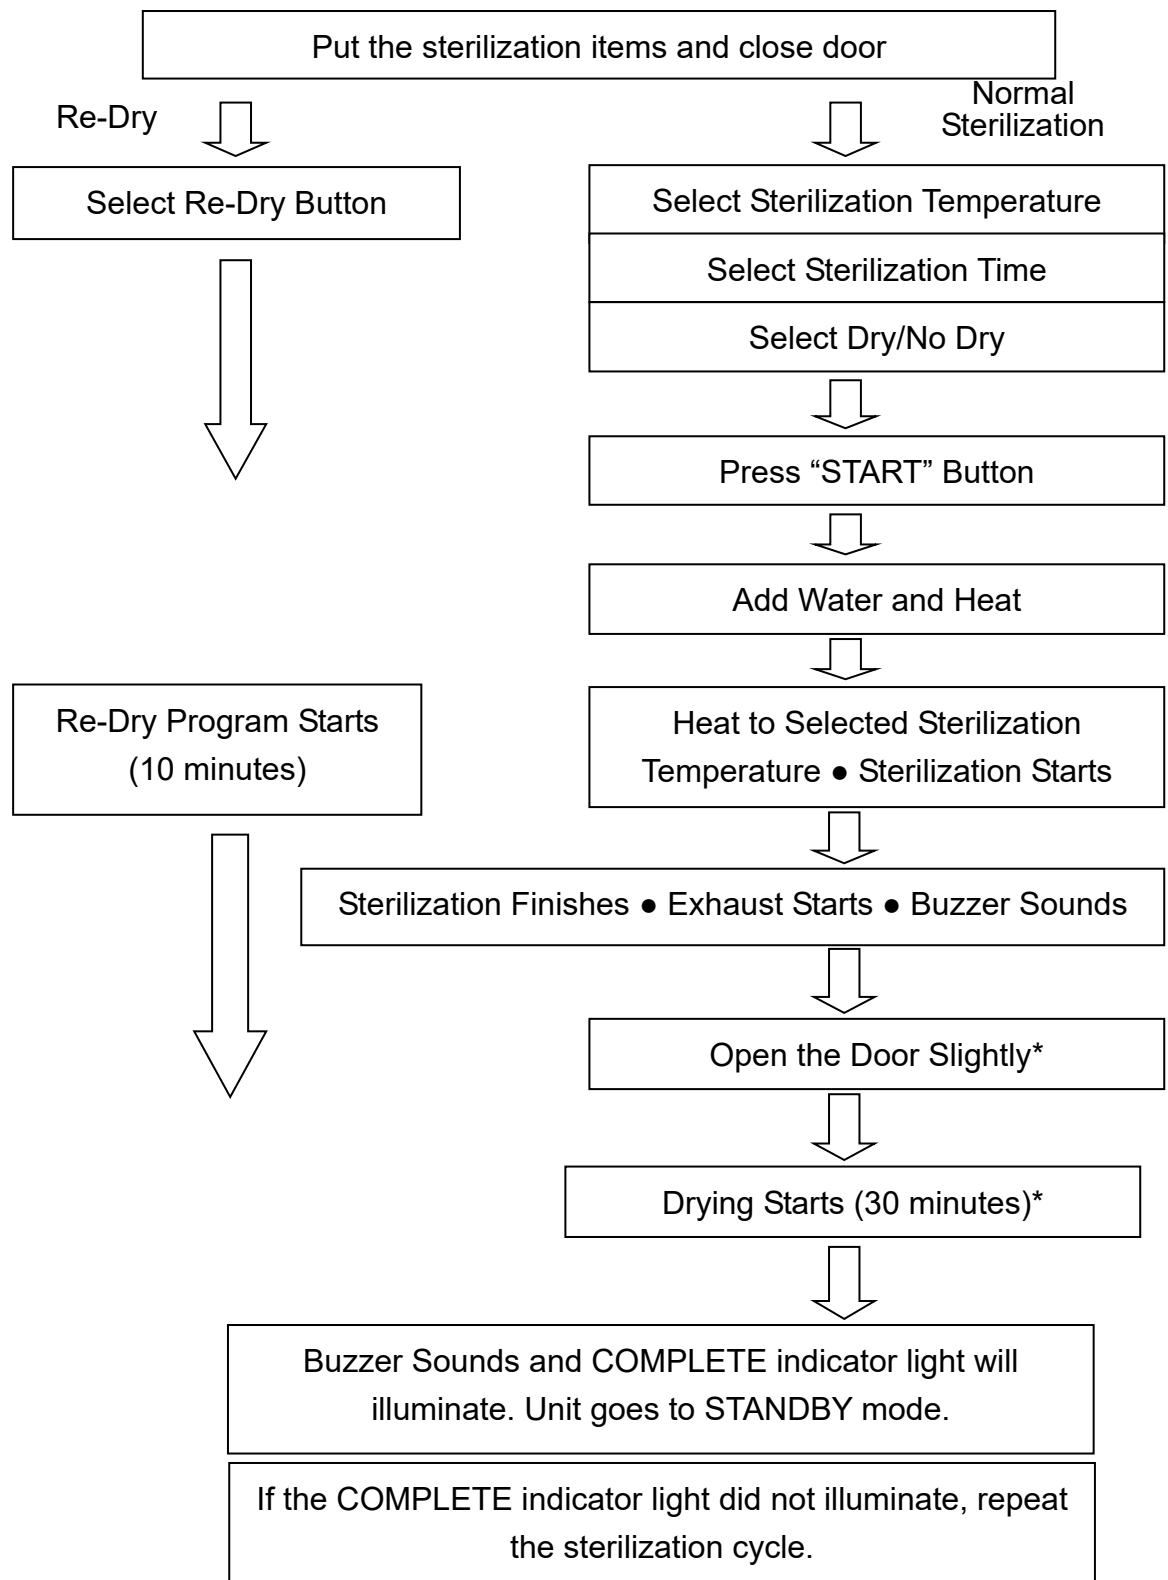 Put the sterilization items and close door
Re-Dry
Normal
Sterilization
Select Re-Dry Button
Select Sterilization Temperature
Select Sterilization Time
Select Dry/No Dry
Press “START” Button
Add Water and Heat
Re-Dry Program Starts
(10 minutes)
Heat to Selected Sterilization
Temperature ● Sterilization Starts
Sterilization Finishes ● Exhaust Starts ● Buzzer Sounds
Open the Door Slightly*
Drying Starts (30 minutes)*
Buzzer Sounds and COMPLETE indicator light will
illuminate. Unit goes to STANDBY mode.
If the COMPLETE indicator light did not illuminate, repeat
the sterilization cycle.